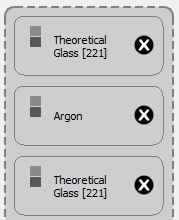 Theoretical
Glass [221]
Argon
Theoretical
Glass [221]